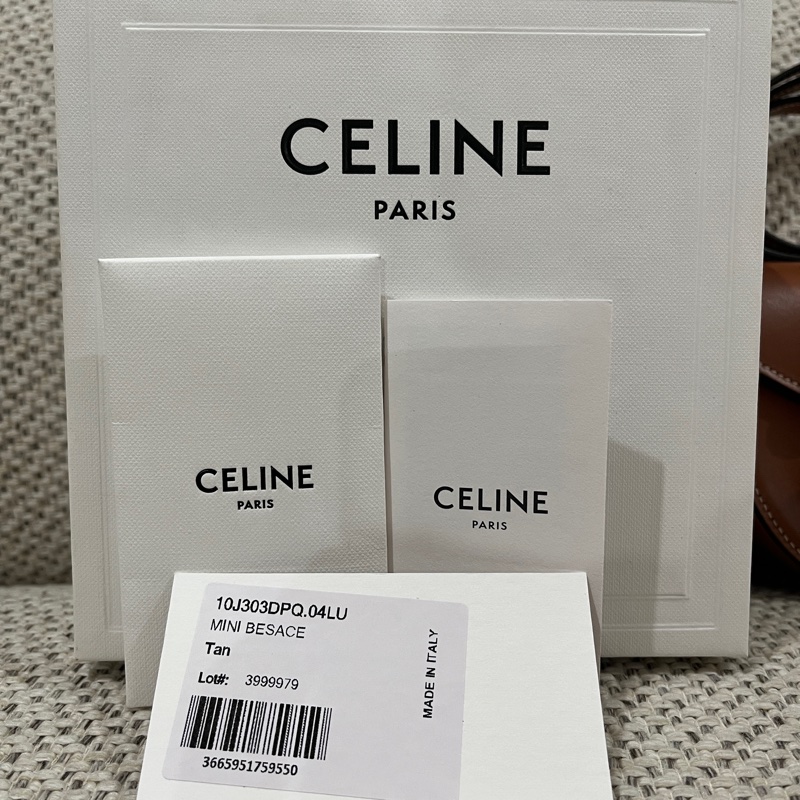 CELINE
PARIS
CELINE
PARIS
CELINE
PARIS
10J303DPQ.04LU
MINI BESACE
Tan
Lot#: 3999979
3665951759550
MADE IN ITALY